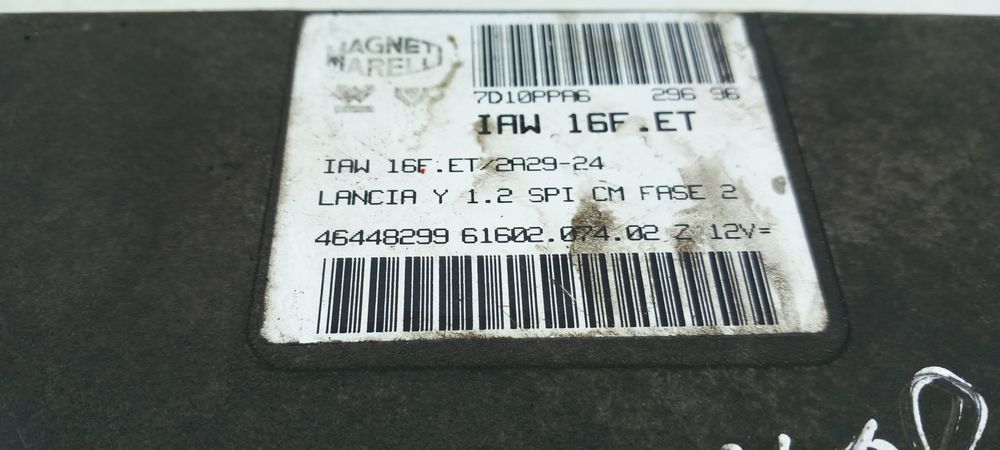 MAGNETI MARELLI
7D10PPA6 296 96
IAW 16F.ET
IAW 16F.ET/2A29-24
LANCIA Y 1.2 SPI CM FASE 2
46448299 61602.074.02 Z 12V=